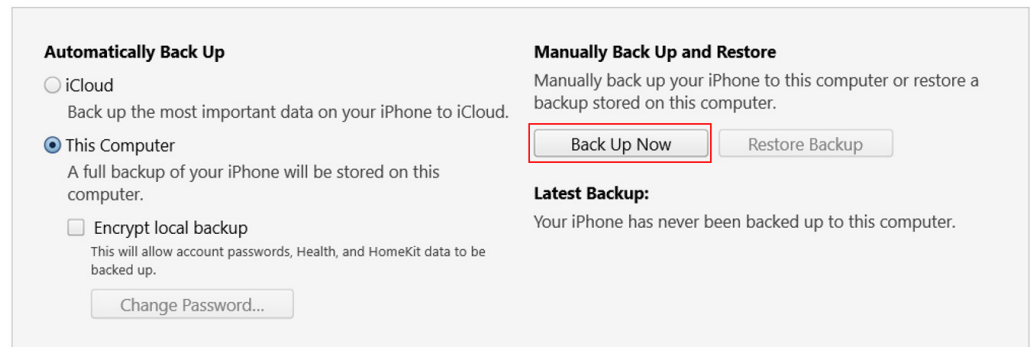 Automatically Back Up
iCloud
Back up the most important data on your iPhone to iCloud.
This Computer
A full backup of your iPhone will be stored on this
computer.
Encrypt local backup
This will allow account passwords, Health, and HomeKit data to be
backed up.
Change Password...
Manually Back Up and Restore
Manually back up your iPhone to this computer or restore a
backup stored on this computer.
Back Up Now
Restore Backup
Latest Backup:
Your iPhone has never been backed up to this computer.